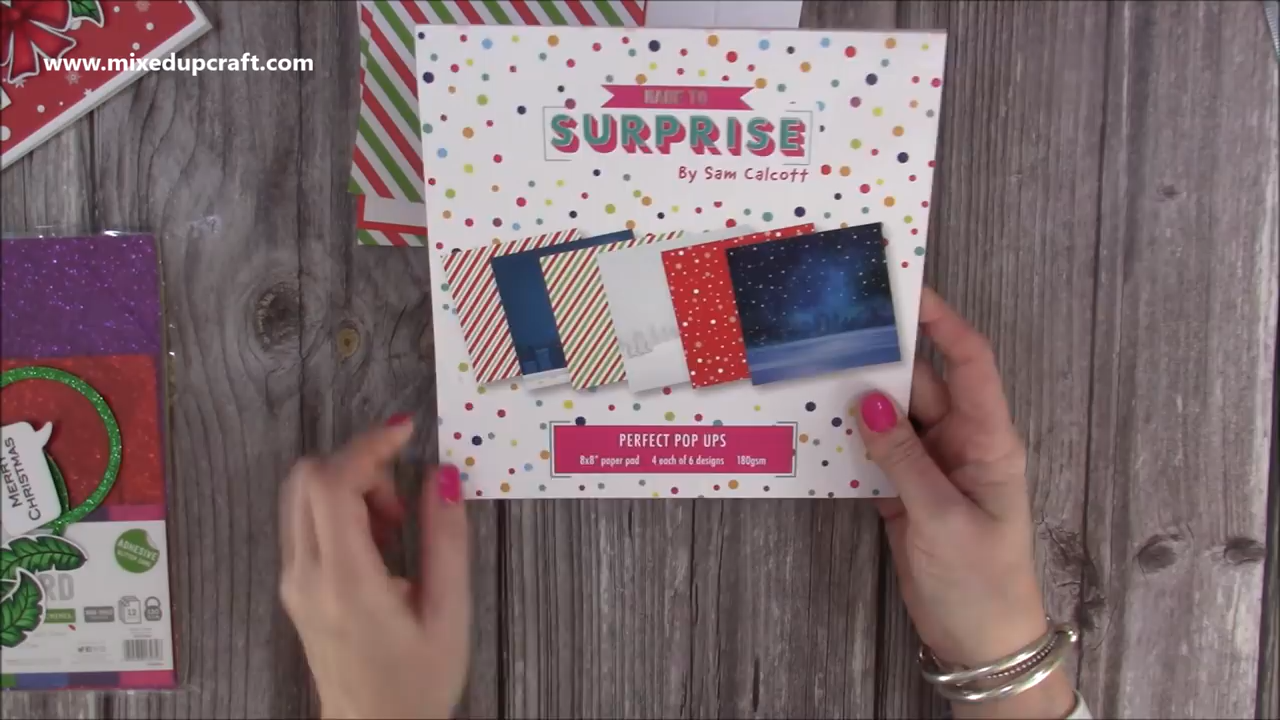 www.mixedupcraft.com
MADE TO
SURPRISE
By Sam Calcott
PERFECT POP UPS
8x8" paper pad 4 each of 6 designs 180gsm
MERRY
CHRISTMAS
ADHESIVE